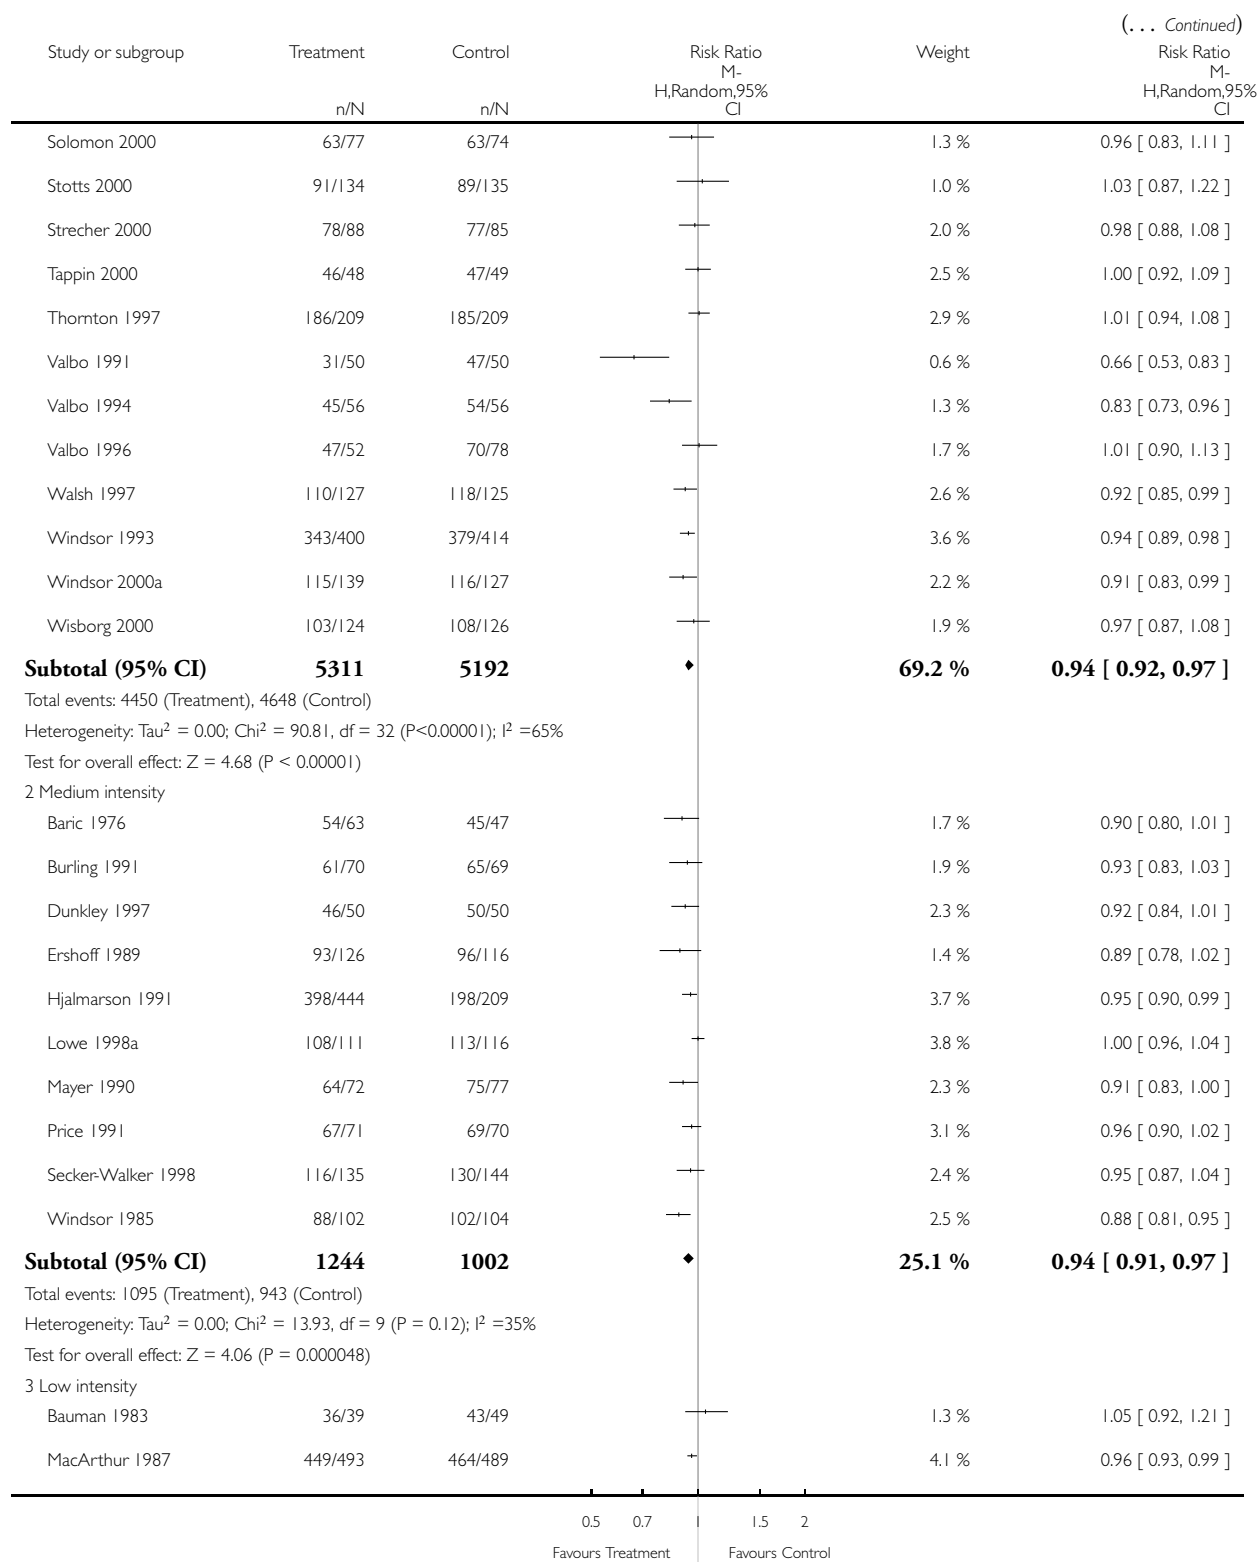 (... Continued)
Study or subgroup Treatment Control Risk Ratio Weight Risk Ratio
M- M-
H,Random,95% H,Random,95%
n/N n/N CI CI
Solomon 2000 63/77 63/74 1.3 % 0.96 [ 0.83, 1.11 ]
Stotts 2000 91/134 89/135 1.0 % 1.03 [ 0.87, 1.22 ]
Strecher 2000 78/88 77/85 2.0 % 0.98 [ 0.88, 1.08 ]
Tappin 2000 46/48 47/49 2.5 % 1.00 [ 0.92, 1.09 ]
Thornton 1997 186/209 185/209 2.9 % 1.01 [ 0.94, 1.08 ]
Valbo 1991 31/50 47/50 0.6 % 0.66 [ 0.53, 0.83 ]
Valbo 1994 45/56 54/56 1.3 % 0.83 [ 0.73, 0.96 ]
Valbo 1996 47/52 70/78 1.7 % 1.01 [ 0.90, 1.13 ]
Walsh 1997 110/127 118/125 2.6 % 0.92 [ 0.85, 0.99 ]
Windsor 1993 343/400 379/414 3.6 % 0.94 [ 0.89, 0.98 ]
Windsor 2000a 115/139 116/127 2.2 % 0.91 [ 0.83, 0.99 ]
Wisborg 2000 103/124 108/126 1.9 % 0.97 [ 0.87, 1.08 ]
Subtotal (95% CI) 5311 5192 69.2 % 0.94 [ 0.92, 0.97 ]
Total events: 4450 (Treatment), 4648 (Control)
Heterogeneity: Tau² = 0.00; Chi² = 90.81, df = 32 (P<0.00001); I² =65%
Test for overall effect: Z = 4.68 (P < 0.00001)
2 Medium intensity
Baric 1976 54/63 45/47 1.7 % 0.90 [ 0.80, 1.01 ]
Burling 1991 61/70 65/69 1.9 % 0.93 [ 0.83, 1.03 ]
Dunkley 1997 46/50 50/50 2.3 % 0.92 [ 0.84, 1.01 ]
Ershoff 1989 93/126 96/116 1.4 % 0.89 [ 0.78, 1.02 ]
Hjalmarson 1991 398/444 198/209 3.7 % 0.95 [ 0.90, 0.99 ]
Lowe 1998a 108/111 113/116 3.8 % 1.00 [ 0.96, 1.04 ]
Mayer 1990 64/72 75/77 2.3 % 0.91 [ 0.83, 1.00 ]
Price 1991 67/71 69/70 3.1 % 0.96 [ 0.90, 1.02 ]
Secker-Walker 1998 116/135 130/144 2.4 % 0.95 [ 0.87, 1.04 ]
Windsor 1985 88/102 102/104 2.5 % 0.88 [ 0.81, 0.95 ]
Subtotal (95% CI) 1244 1002 25.1 % 0.94 [ 0.91, 0.97 ]
Total events: 1095 (Treatment), 943 (Control)
Heterogeneity: Tau² = 0.00; Chi² = 13.93, df = 9 (P = 0.12); I² =35%
Test for overall effect: Z = 4.06 (P = 0.000048)
3 Low intensity
Bauman 1983 36/39 43/49 1.3 % 1.05 [ 0.92, 1.21 ]
MacArthur 1987 449/493 464/489 4.1 % 0.96 [ 0.93, 0.99 ]
0.5 0.7 1 1.5 2
Favours Treatment Favours Control